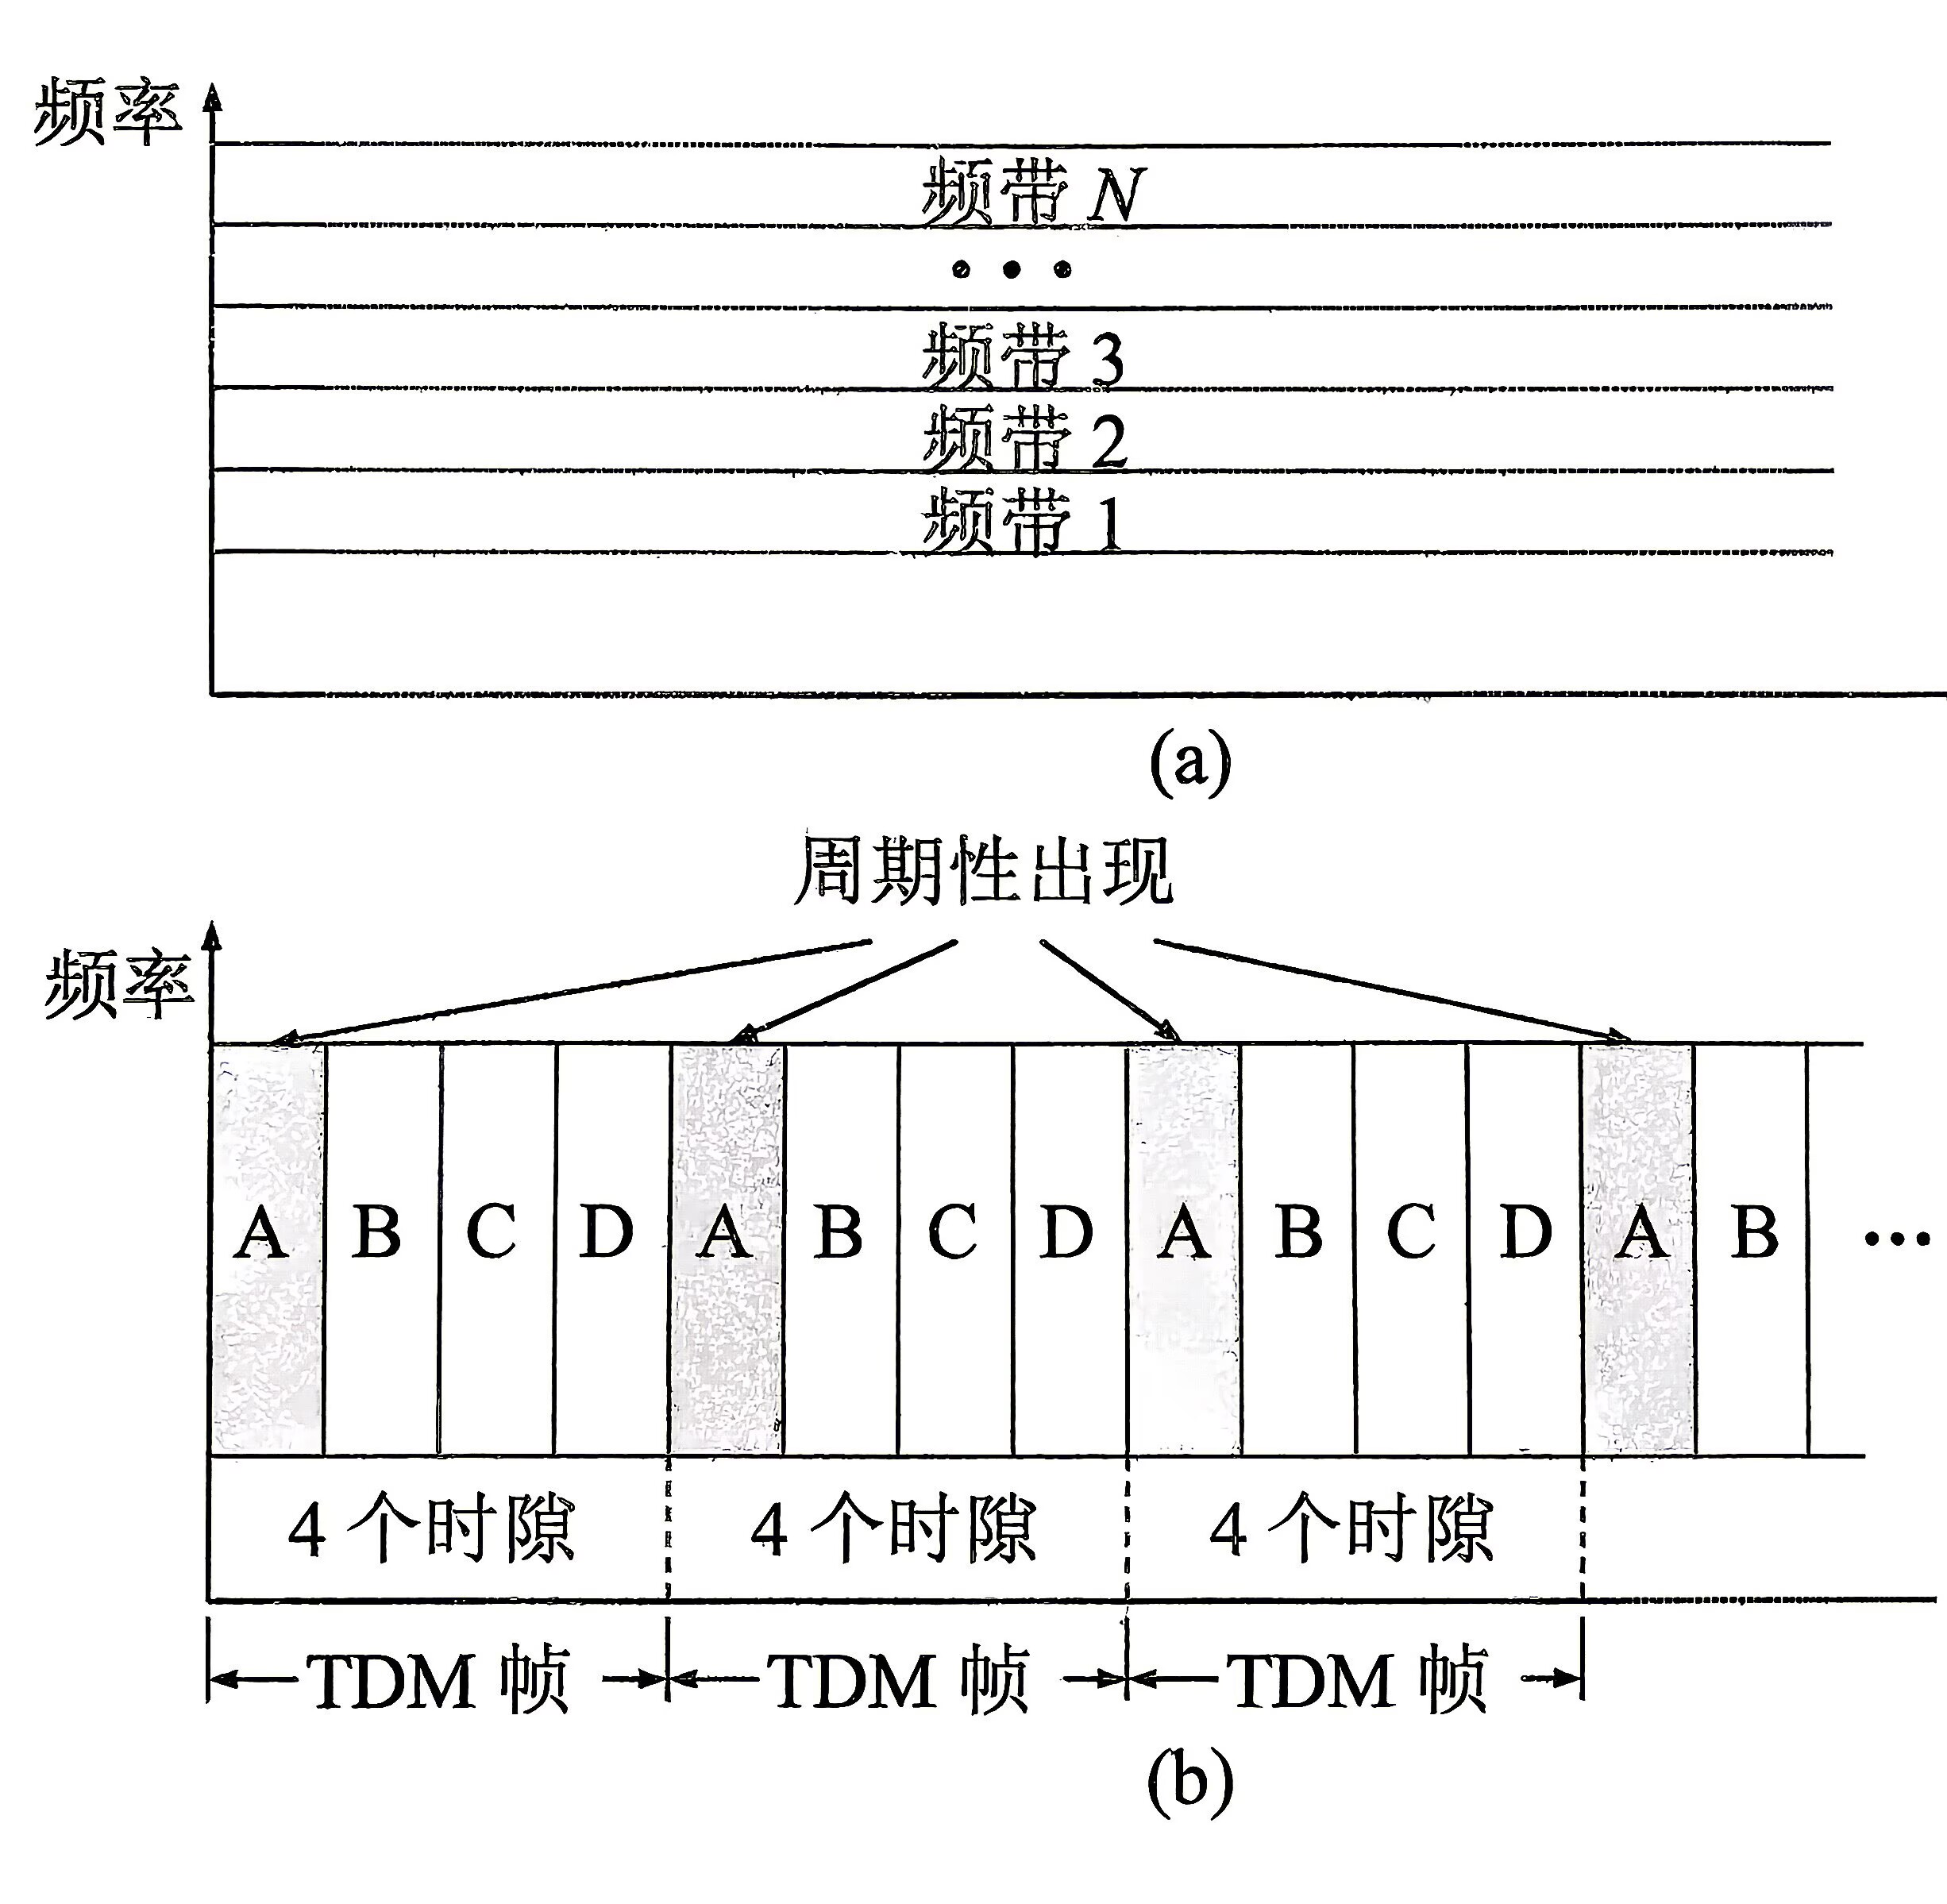 频率
频带 N
• • •
频带 3
频带 2
频带 1
(a)
周期性出现
频率
A B C D A B C D A B C D A B …
4 个时隙 4 个时隙 4 个时隙
TDM 帧 TDM 帧 TDM 帧
(b)